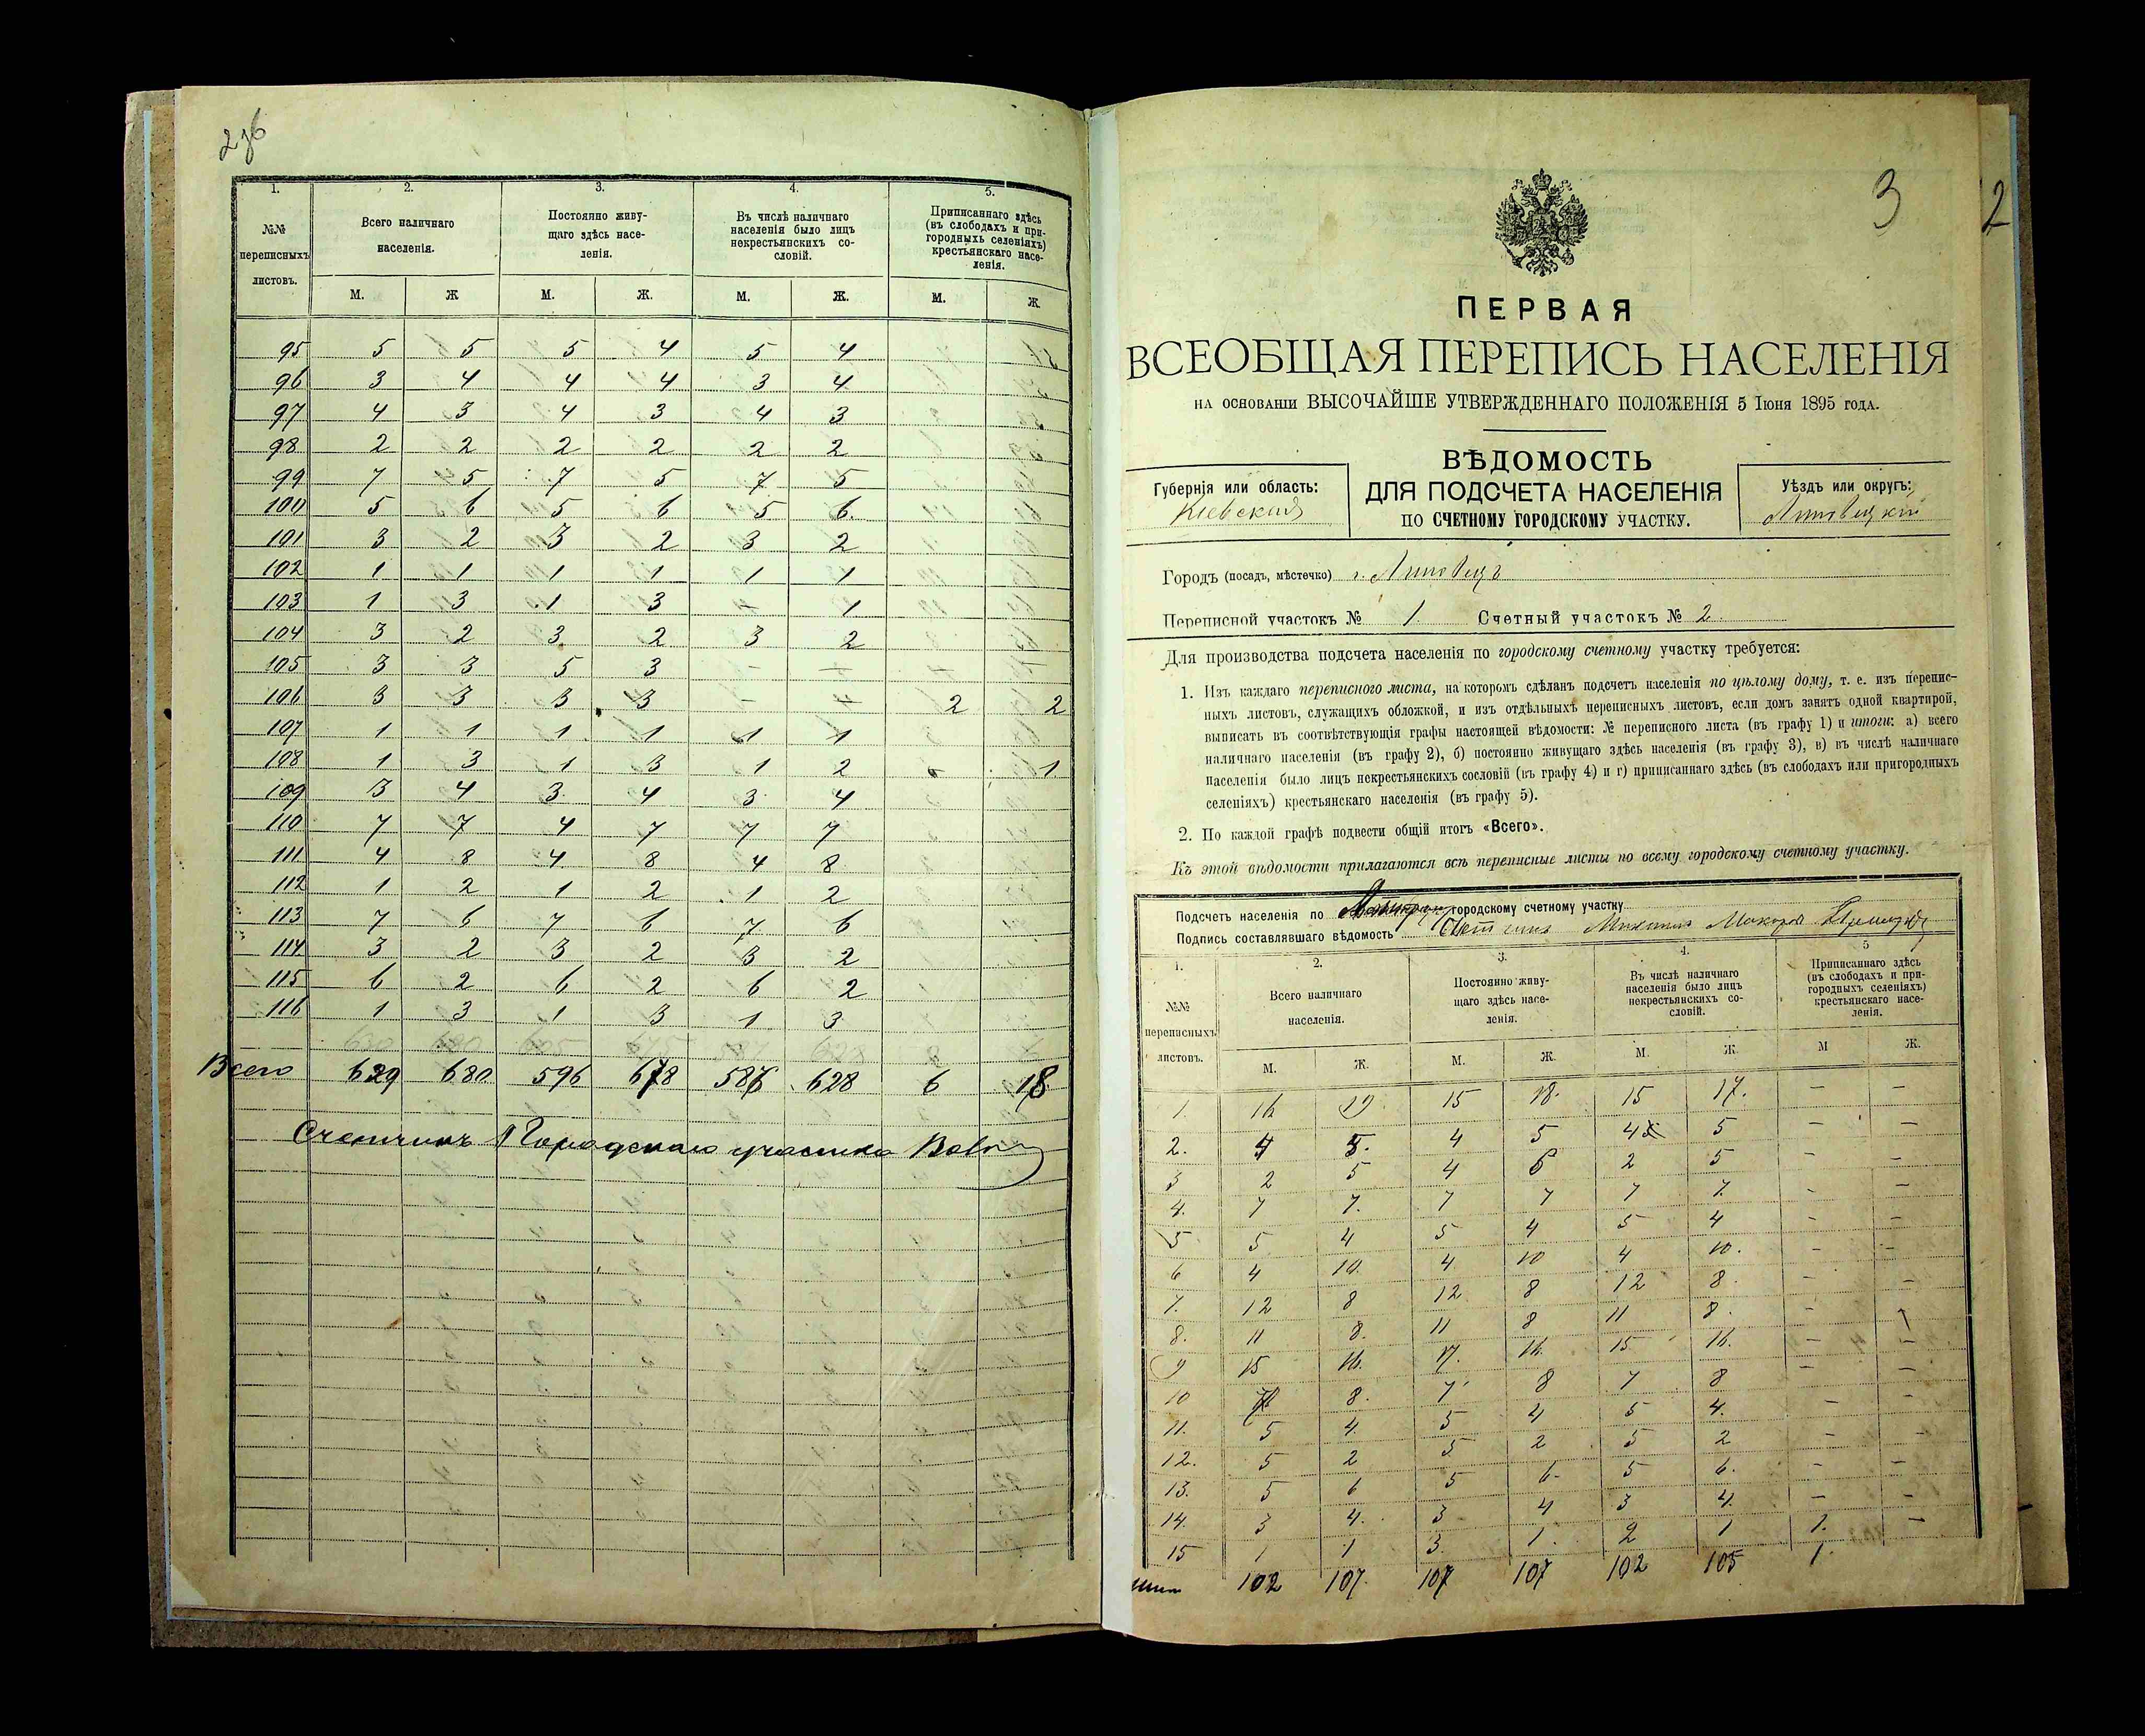 1. 2. 3. 4. 5.
№№ переписныхъ листовъ. Всего наличнаго населенія. Постоянно живущаго здѣсь населенія. Въ числѣ наличнаго населенія было лицъ некрестьянскихъ сословій. Приписаннаго здѣсь (въ слободахъ и пригородныхъ селеніяхъ) крестьянскаго населенія.
М. Ж М. Ж. М. Ж. М. Ж.
95 5 5 5 4 5 4
96 3 4 4 4 3 4
97 4 3 4 3 4 3
98 2 2 2 2 2 2
99 7 5 7 5 7 5
100 5 6 5 6 5 6
101 3 2 3 2 3 2
102 1 1 1 1 1 1
103 1 3 1 3 - 1
104 3 2 3 2 3 2
105 3 3 5 3 - -
106 3 3 3 3 - - 2 2
107 1 1 1 1 1 1
108 1 3 1 3 1 2 - 1
109 3 4 3 4 3 4
110 7 7 4 7 7 7
111 4 8 4 8 4 8
112 1 2 1 2 1 2
113 7 6 7 6 7 6
114 3 2 3 2 3 2
115 6 2 6 2 6 2
116 1 3 1 3 1 3
Всего 629 680 596 678 586 628 6 18
Счетчикъ 1 Городскаго участка
3 2
ПЕРВАЯ
ВСЕОБЩАЯ ПЕРЕПИСЬ НАСЕЛЕНІЯ
НА ОСНОВАНІИ ВЫСОЧАЙШЕ УТВЕРЖДЕННАГО ПОЛОЖЕНІЯ 5 Іюня 1895 ГОДА.
Губернія или область:
Кіевская
ВѢДОМОСТЬ
ДЛЯ ПОДСЧЕТА НАСЕЛЕНІЯ
ПО СЧЕТНОМУ ГОРОДСКОМУ УЧАСТКУ.
Уѣздъ или округъ:
Липовецкій
Городъ (посадъ, мѣстечко) г. Липовецъ
Переписной участокъ № 1. Счетный участокъ № 2.
Для производства подсчета населенія по городскому счетному участку требуется:
1. Изъ каждаго переписного листа, на которомъ сдѣланъ подсчетъ населенія по цѣлому дому, т. е. изъ перепис-
ныхъ листовъ, служащихъ обложкой, и изъ отдѣльныхъ переписныхъ листовъ, если домъ занятъ одной квартирой,
выписать въ соотвѣтствующія графы настоящей вѣдомости: № переписного листа (въ графу 1) и итоги: а) всего
наличнаго населенія (въ графу 2), б) постоянно живущаго здѣсь населенія (въ графу 3), в) въ числѣ наличнаго
населенія было лицъ некрестьянскихъ сословій (въ графу 4) и г) приписаннаго здѣсь (въ слободахъ или пригородныхъ
селеніяхъ) крестьянскаго населенія (въ графу 5).
2. По каждой графѣ подвести общій итогъ «Всего».
Къ этой вѣдомости прилагаются всѣ переписные листы по всему городскому счетному участку.
Подсчетъ населенія по городскому счетному участку
Подпись составлявшаго вѣдомость Счетчикъ
1. 2. 3. 4. 5
№№ переписныхъ листовъ. Всего наличнаго населенія. Постоянно живущаго здѣсь населенія. Въ числѣ наличнаго населенія было лицъ некрестьянскихъ сословій. Приписаннаго здѣсь (въ слободахъ и пригородныхъ селеніяхъ) крестьянскаго населенія.
М. Ж. М. Ж. М. Ж. М Ж.
1. 16 19 15 18. 15 17. — —
2. 4 5. 4 5 4 5 — —
3 2 5 4 6 2 5 — —
4. 7 7. 7 7 7 7. - —
5 5 4 5 4 5 4 - —
6 4 10. 4 10 4 10. — —
7. 12 8 12 8 12 8. — —
8. 11 8. 11 8 11 8. -
9 15 16. 17. 16. 15 16. — —
10 7 8. 7 8 7 8 — —
11. 5 4. 5 4 5 4. —
12. 5 2 5 2 5 2 — —
13. 5 6 5 6. 5 6. — —
14. 3 4. 3 4 3 4. — —
15 1 1 3. 1. 2 1 1. —
102 107. 107 107 102 105 1.